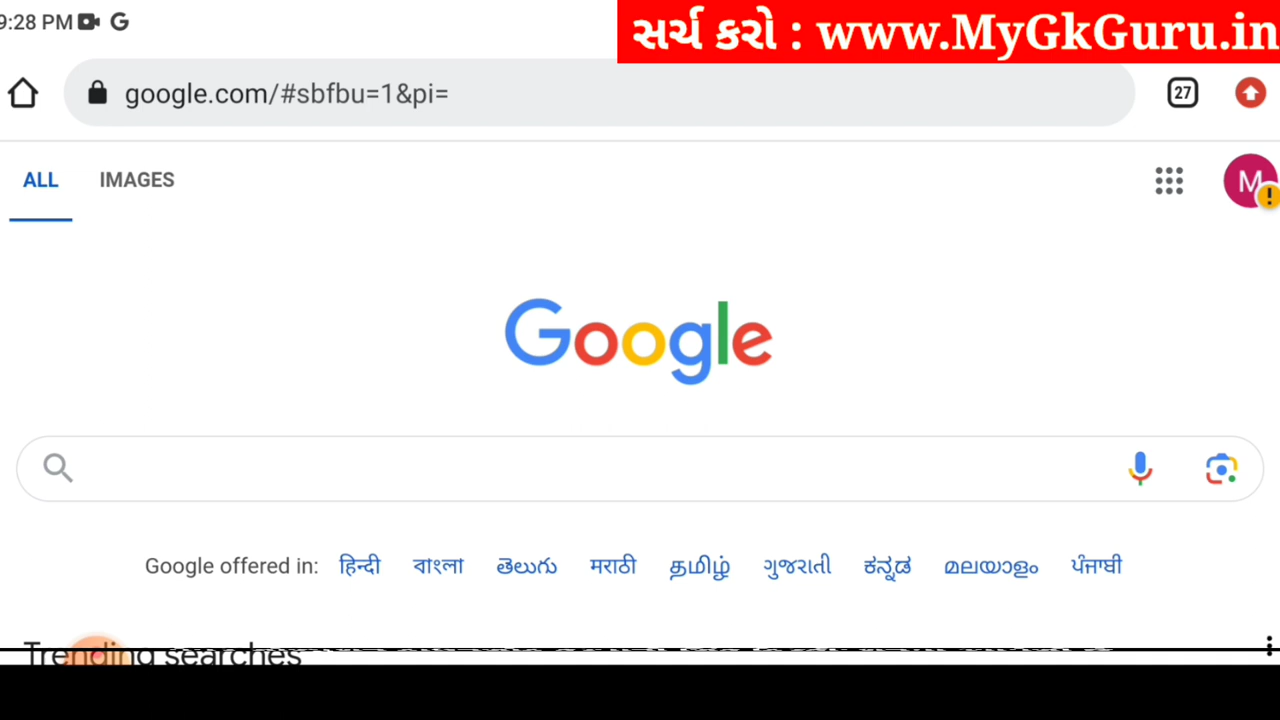 9:28 PM
સર્ચ કરો : www.MyGkGuru.in
google.com/#sbfbu=1&pi=
27
ALL IMAGES
M
Google
Google offered in: हिन्दी বাংলা తెలుగు मराठी தமிழ் ગુજરાતી ಕನ್ನಡ മലയാളം ਪੰਜਾਬੀ
Trending searches